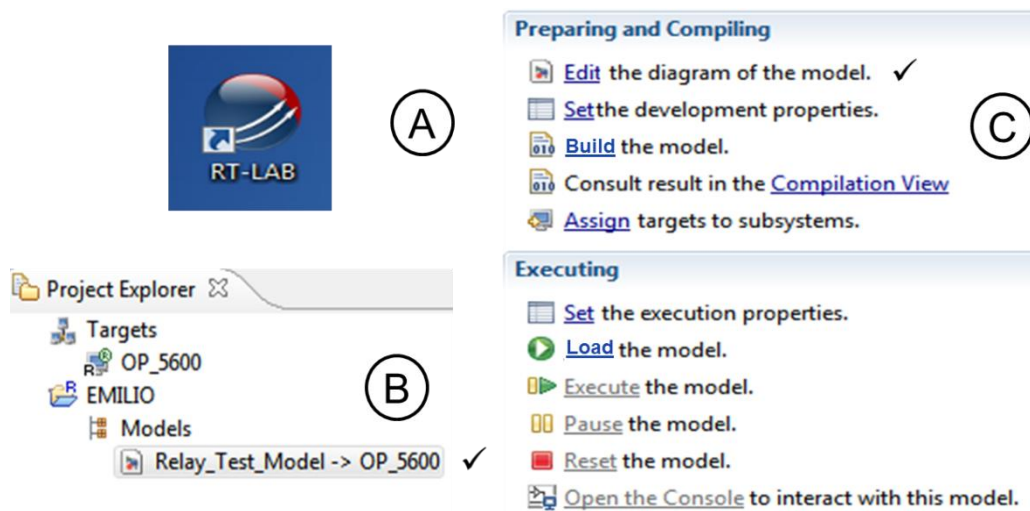 RT-LAB
A
Project Explorer
Targets
OP_5600
EMILIO
Models
Relay_Test_Model -> OP_5600 ✓
B
Preparing and Compiling
Edit the diagram of the model. ✓
Setthe development properties.
Build the model.
Consult result in the Compilation View
Assign targets to subsystems.
C
Executing
Set the execution properties.
Load the model.
Execute the model.
Pause the model.
Reset the model.
Open the Console to interact with this model.